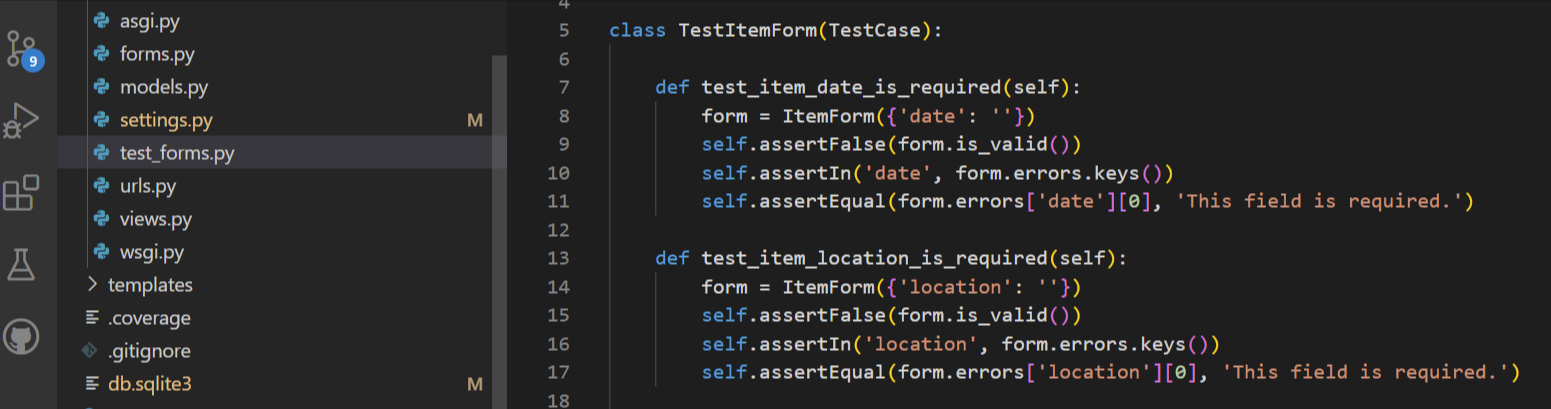 9
asgi.py
forms.py
models.py
settings.py M
test_forms.py
urls.py
views.py
wsgi.py
templates
.coverage
.gitignore
db.sqlite3 M
4
5 class TestItemForm(TestCase):
6
7 def test_item_date_is_required(self):
8 form = ItemForm({'date': ''})
9 self.assertFalse(form.is_valid())
10 self.assertIn('date', form.errors.keys())
11 self.assertEqual(form.errors['date'][0], 'This field is required.')
12
13 def test_item_location_is_required(self):
14 form = ItemForm({'location': ''})
15 self.assertFalse(form.is_valid())
16 self.assertIn('location', form.errors.keys())
17 self.assertEqual(form.errors['location'][0], 'This field is required.')
18